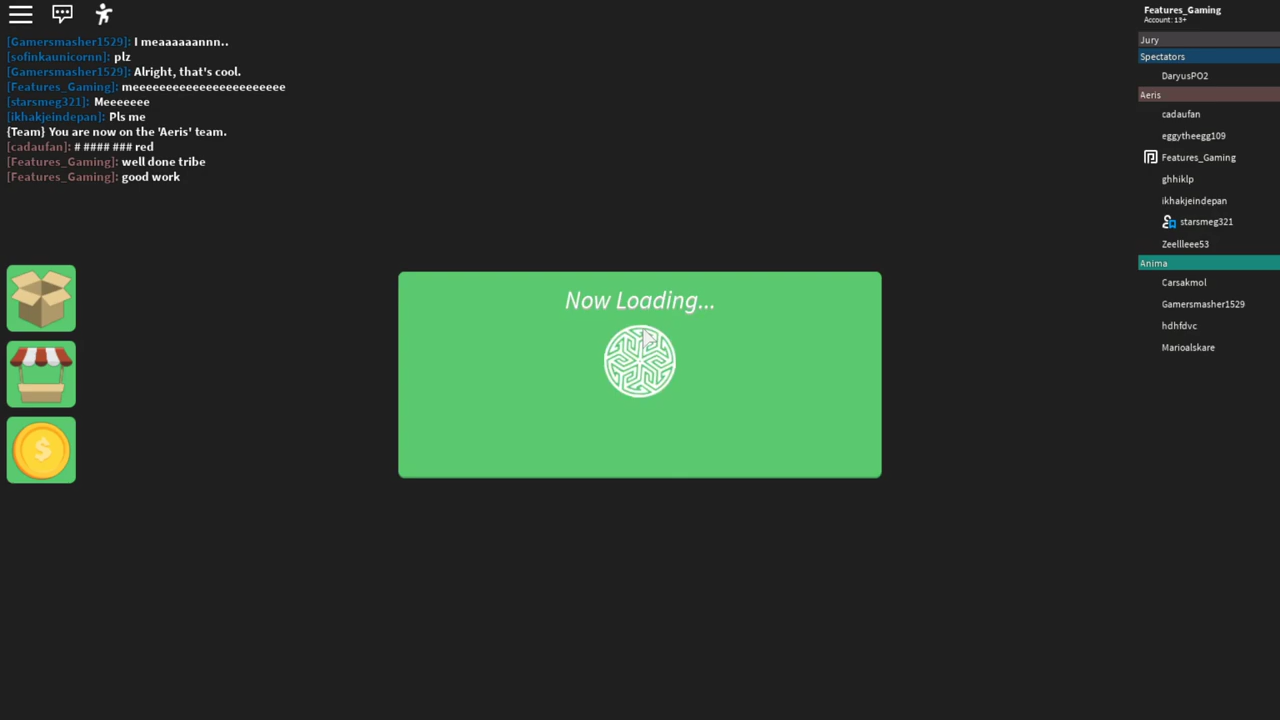 [Gamersmasher1529]: I meaaaaaannn..
[sofinkaunicornn]: plz
[Gamersmasher1529]: Alright, that's cool.
[Features_Gaming]: meeeeeeeeeeeeeeeeeeeeeee
[starsmeg321]: Meeeeeee
[ikhakjeindepan]: Pls me
{Team} You are now on the 'Aeris' team.
[cadaufan]: # #### ### red
[Features_Gaming]: well done tribe
[Features_Gaming]: good work
Now Loading...
Features_Gaming
Account: 13+
Jury
Spectators
DaryusPO2
Aeris
cadaufan
eggytheegg109
Features_Gaming
ghhiklp
ikhakjeindepan
starsmeg321
Zeellleee53
Anima
Carsakmol
Gamersmasher1529
hdhfdvc
Marioalskare